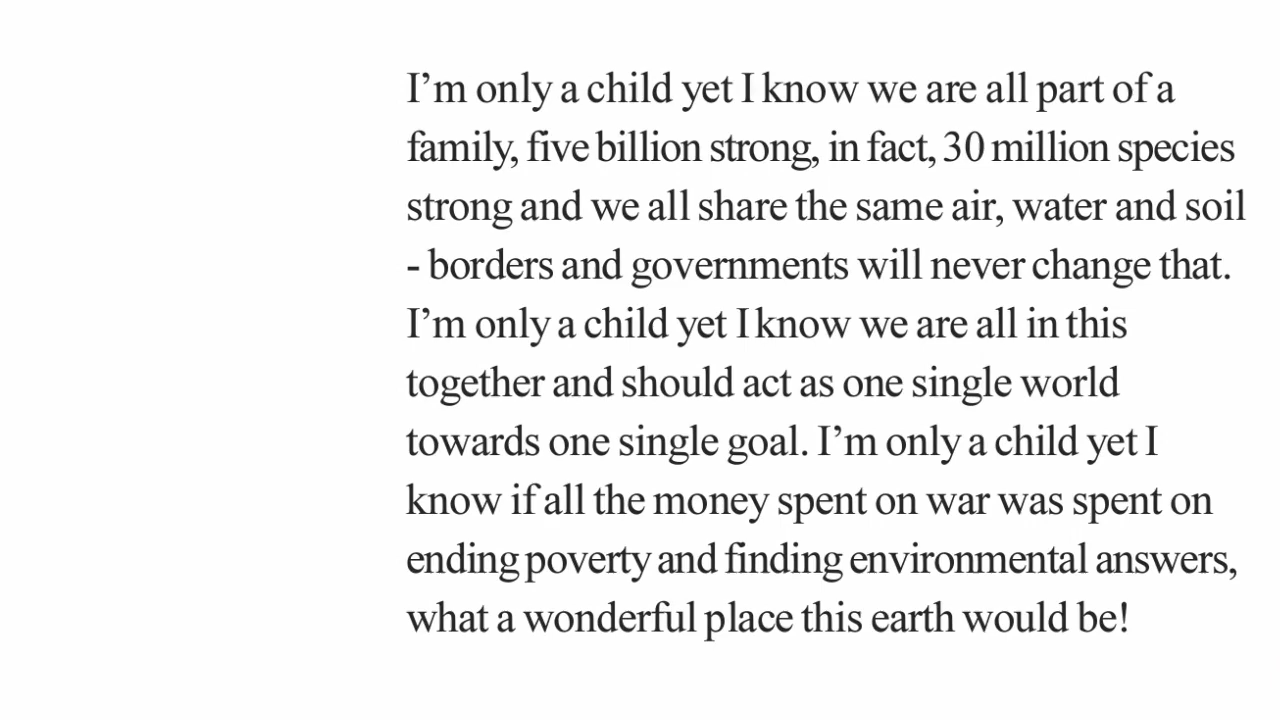 I’m only a child yet I know we are all part of a
family, five billion strong, in fact, 30 million species
strong and we all share the same air, water and soil
- borders and governments will never change that.
I’m only a child yet I know we are all in this
together and should act as one single world
towards one single goal. I’m only a child yet I
know if all the money spent on war was spent on
ending poverty and finding environmental answers,
what a wonderful place this earth would be!